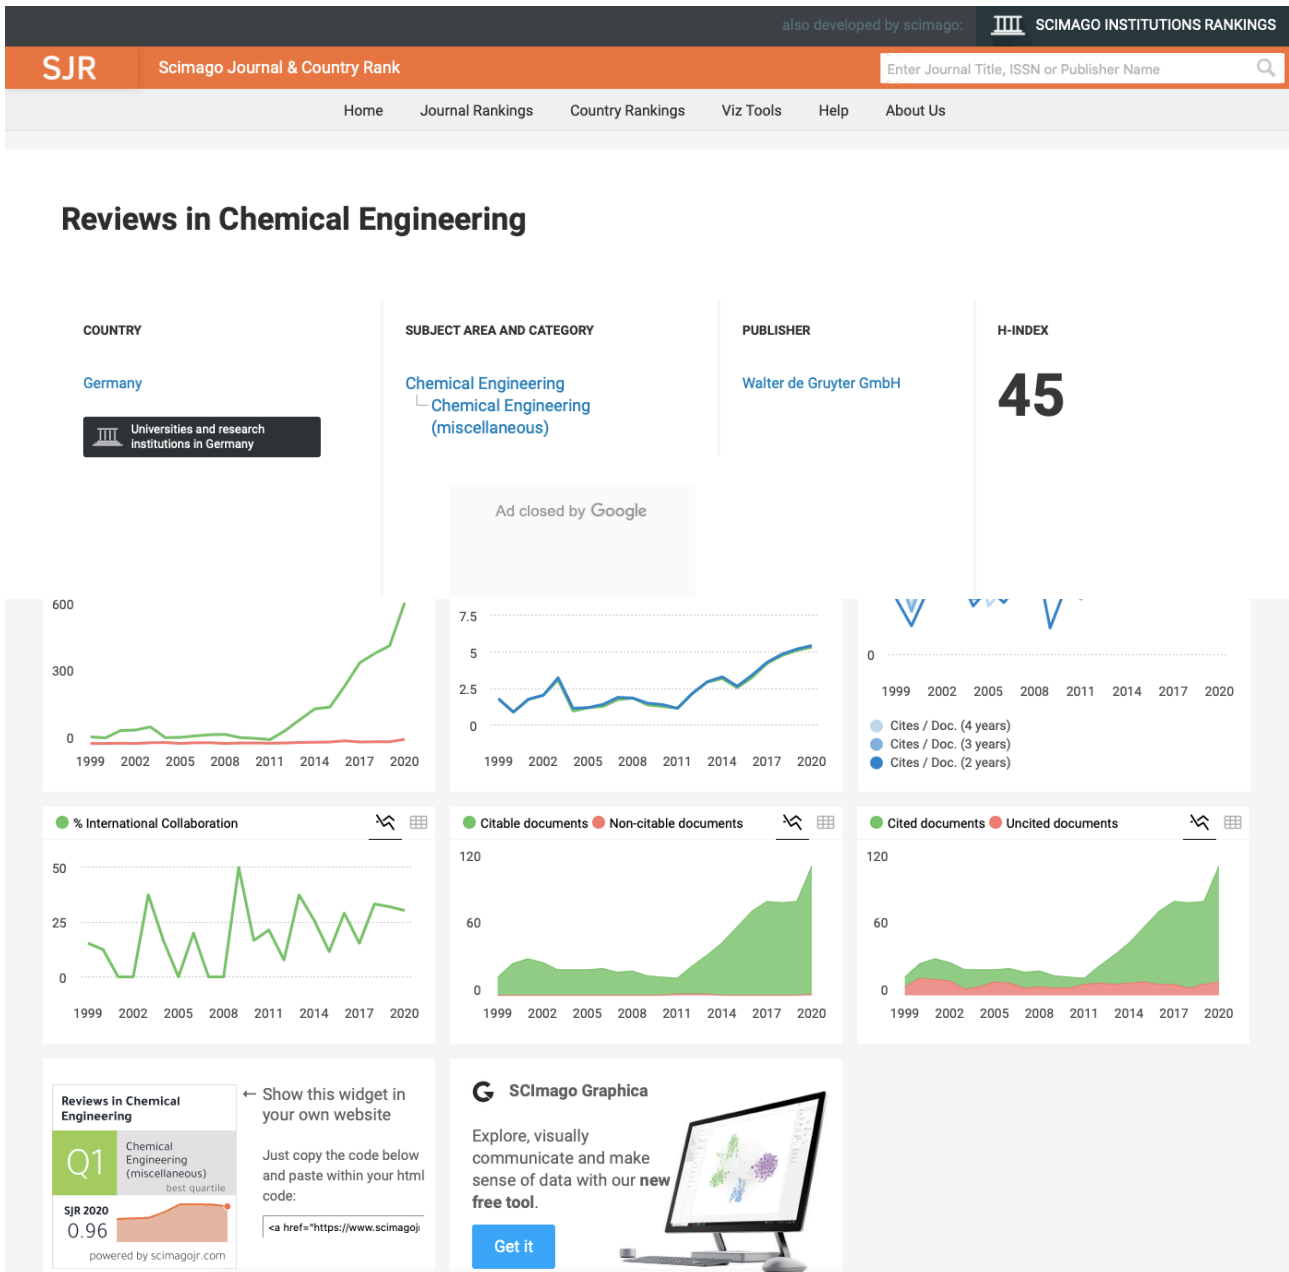 also developed by scimago:
SCIMAGO INSTITUTIONS RANKINGS
SJR
Scimago Journal & Country Rank
Enter Journal Title, ISSN or Publisher Name
Home Journal Rankings Country Rankings Viz Tools Help About Us
Reviews in Chemical Engineering
COUNTRY
Germany
Universities and research
institutions in Germany
SUBJECT AREA AND CATEGORY
Chemical Engineering
Chemical Engineering
(miscellaneous)
PUBLISHER
Walter de Gruyter GmbH
H-INDEX
45
Ad closed by Google
600
300
0
1999 2002 2005 2008 2011 2014 2017 2020
7.5
5
2.5
0
1999 2002 2005 2008 2011 2014 2017 2020
0
1999 2002 2005 2008 2011 2014 2017 2020
Cites / Doc. (4 years)
Cites / Doc. (3 years)
Cites / Doc. (2 years)
% International Collaboration
50
25
0
1999 2002 2005 2008 2011 2014 2017 2020
Citable documents Non-citable documents
120
60
0
1999 2002 2005 2008 2011 2014 2017 2020
Cited documents Uncited documents
120
60
0
1999 2002 2005 2008 2011 2014 2017 2020
Reviews in Chemical
Engineering
Q1
Chemical
Engineering
(miscellaneous)
best quartile
SJR 2020
0.96
powered by scimagojr.com
← Show this widget in
your own website
Just copy the code below
and paste within your html
code:
<a href="https://www.scimagoj
SCImago Graphica
Explore, visually
communicate and make
sense of data with our new
free tool.
Get it